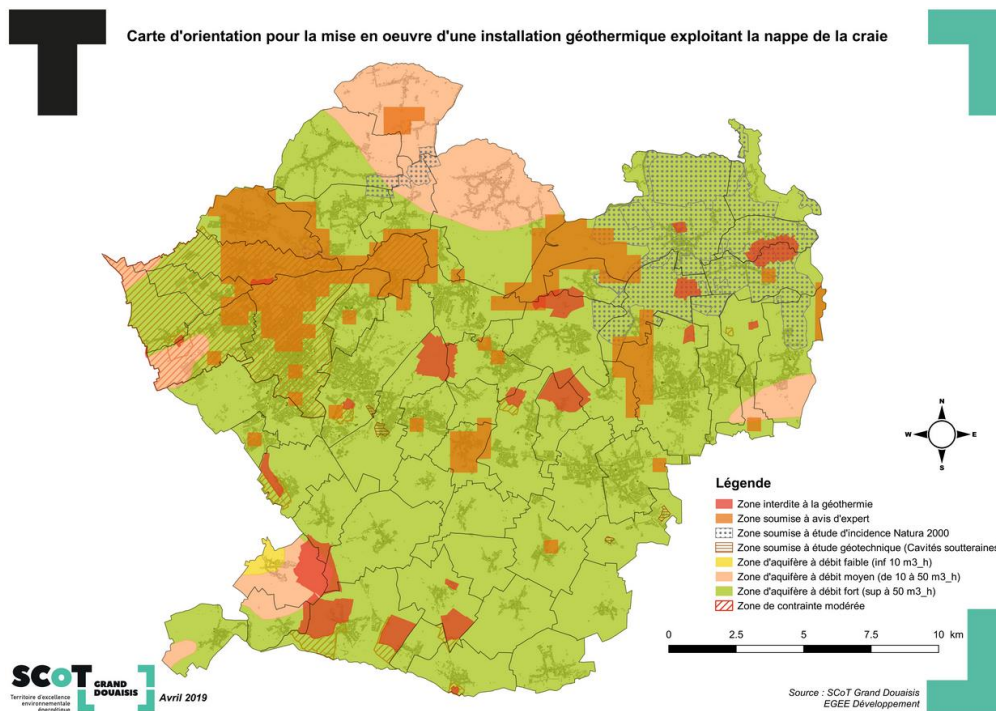 Carte d'orientation pour la mise en oeuvre d'une installation géothermique exploitant la nappe de la craie
N
W
E
S
Légende
Zone interdite à la géothermie
Zone soumise à avis d'expert
Zone soumise à étude d'incidence Natura 2000
Zone soumise à étude géotechnique (Cavités souterraines
Zone d'aquifère à débit faible (inf 10 m3_h)
Zone d'aquifère à débit moyen (de 10 à 50 m3_h)
Zone d'aquifère à débit fort (sup à 50 m3_h)
Zone de contrainte modérée
0 2.5 5 7.5 10 km
SCoT GRAND DOUAISIS
Territoire d'excellence
environnementale
énergétique
Avril 2019
Source : SCoT Grand Douaisis
EGEE Développement